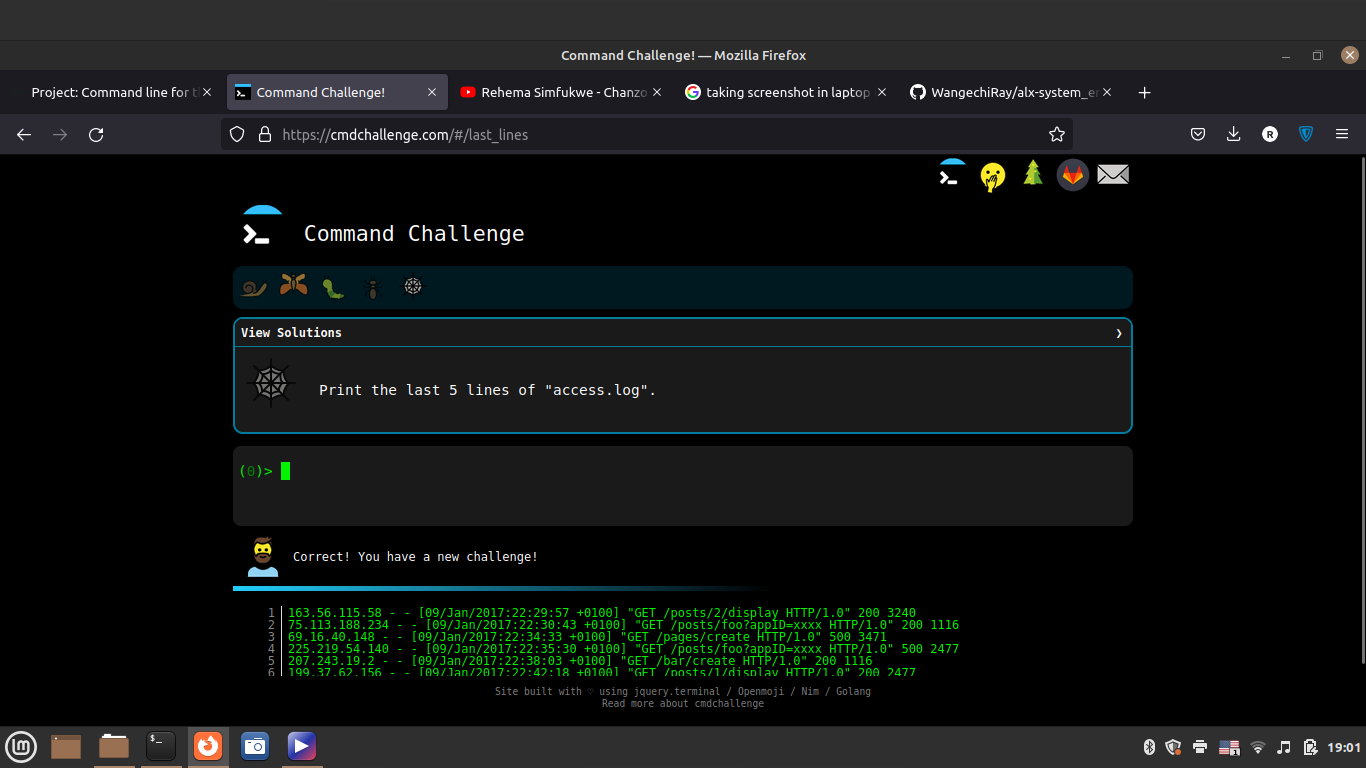 Command Challenge! — Mozilla Firefox
Project: Command line for t
Command Challenge!
Rehema Simfukwe - Chanzo
taking screenshot in laptop
WangechiRay/alx-system_e
https://cmdchallenge.com/#/last_lines
R
Command Challenge
View Solutions
Print the last 5 lines of "access.log".
(0)>
Correct! You have a new challenge!
1 163.56.115.58 - - [09/Jan/2017:22:29:57 +0100] "GET /posts/2/display HTTP/1.0" 200 3240
2 75.113.188.234 - - [09/Jan/2017:22:30:43 +0100] "GET /posts/foo?appID=xxxx HTTP/1.0" 200 1116
3 69.16.40.148 - - [09/Jan/2017:22:34:33 +0100] "GET /pages/create HTTP/1.0" 500 3471
4 225.219.54.140 - - [09/Jan/2017:22:35:30 +0100] "GET /posts/foo?appID=xxxx HTTP/1.0" 500 2477
5 207.243.19.2 - - [09/Jan/2017:22:38:03 +0100] "GET /bar/create HTTP/1.0" 200 1116
6 199.37.62.156 - - [09/Jan/2017:22:42:18 +0100] "GET /posts/1/display HTTP/1.0" 200 2477
Site built with ♡ using jquery.terminal / Openmoji / Nim / Golang
Read more about cmdchallenge
1
19:01